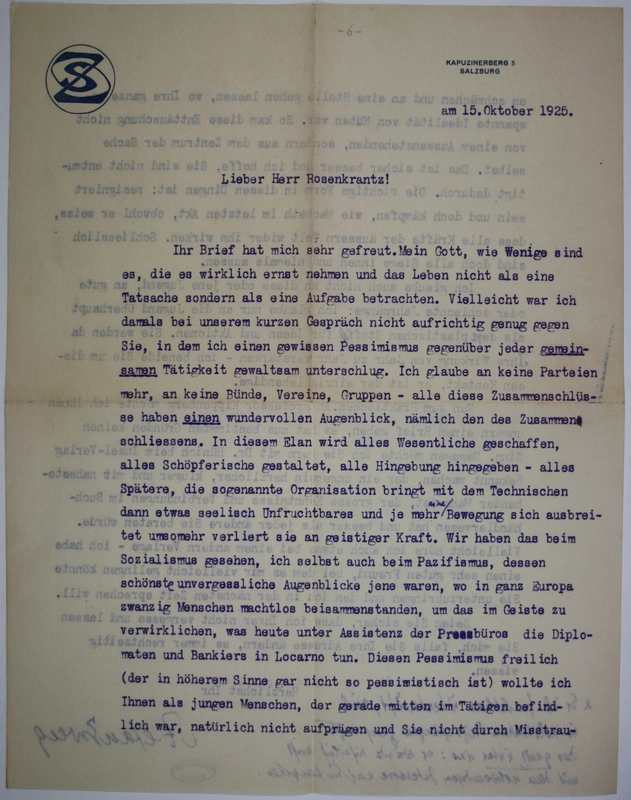 -6-
SZ
KAPUZINERBERG 5
SALZBURG
am 15.Oktober 1925.
Lieber Herr Rosenkrantz!
Ihr Brief hat mich sehr gefreut.Mein Gott, wie Wenige sind
es, die es wirklich ernst nehmen und das Leben nicht als eine
Tatsache sondern als eine Aufgabe betrachten. Vielleicht war ich
damals bei unserem kurzen Gespräch nicht aufrichtig genug gegen
Sie, in dem ich einen gewissen Pessimismus gegenüber jeder gemein-
samen Tätigkeit gewaltsam unterschlug. Ich glaube an keine Parteien
mehr, an keine Bünde, Vereine, Gruppen - alle diese Zusammenschlüs-
se haben einen wundervollen Augenblick, nämlich den des Zusammen
schliessens. In diesem Elan wird alles Wesentliche geschaffen,
alles Schöpferische gestaltet, alle Hingebung hingegeben - alles
Spätere, die sogenannte Organisation bringt mit dem Technischen
dann etwas seelisch Unfruchtbares und je mehr eine Bewegung sich ausbrei-
tet umsomehr verliert sie an geistiger Kraft. Wir haben das beim
Sozialismus gesehen, ich selbst auch beim Pazifismus, dessen
schönste unvergessliche Augenblicke jene waren, wo in ganz Europa
zwanzig Menschen machtlos beisammenstanden, um das im Geiste zu
verwirklichen, was heute unter Assistenz der Pressbüros die Diplo-
maten und Bankiers in Locarno tun. Diesen Pessimismus freilich
(der in höherem Sinne gar nicht so pessimistisch ist) wollte ich
Ihnen als jungen Menschen, der gerade mitten im Tätigen befind-
lich war, natürlich nicht aufprägen und Sie nicht durch Misstrau-